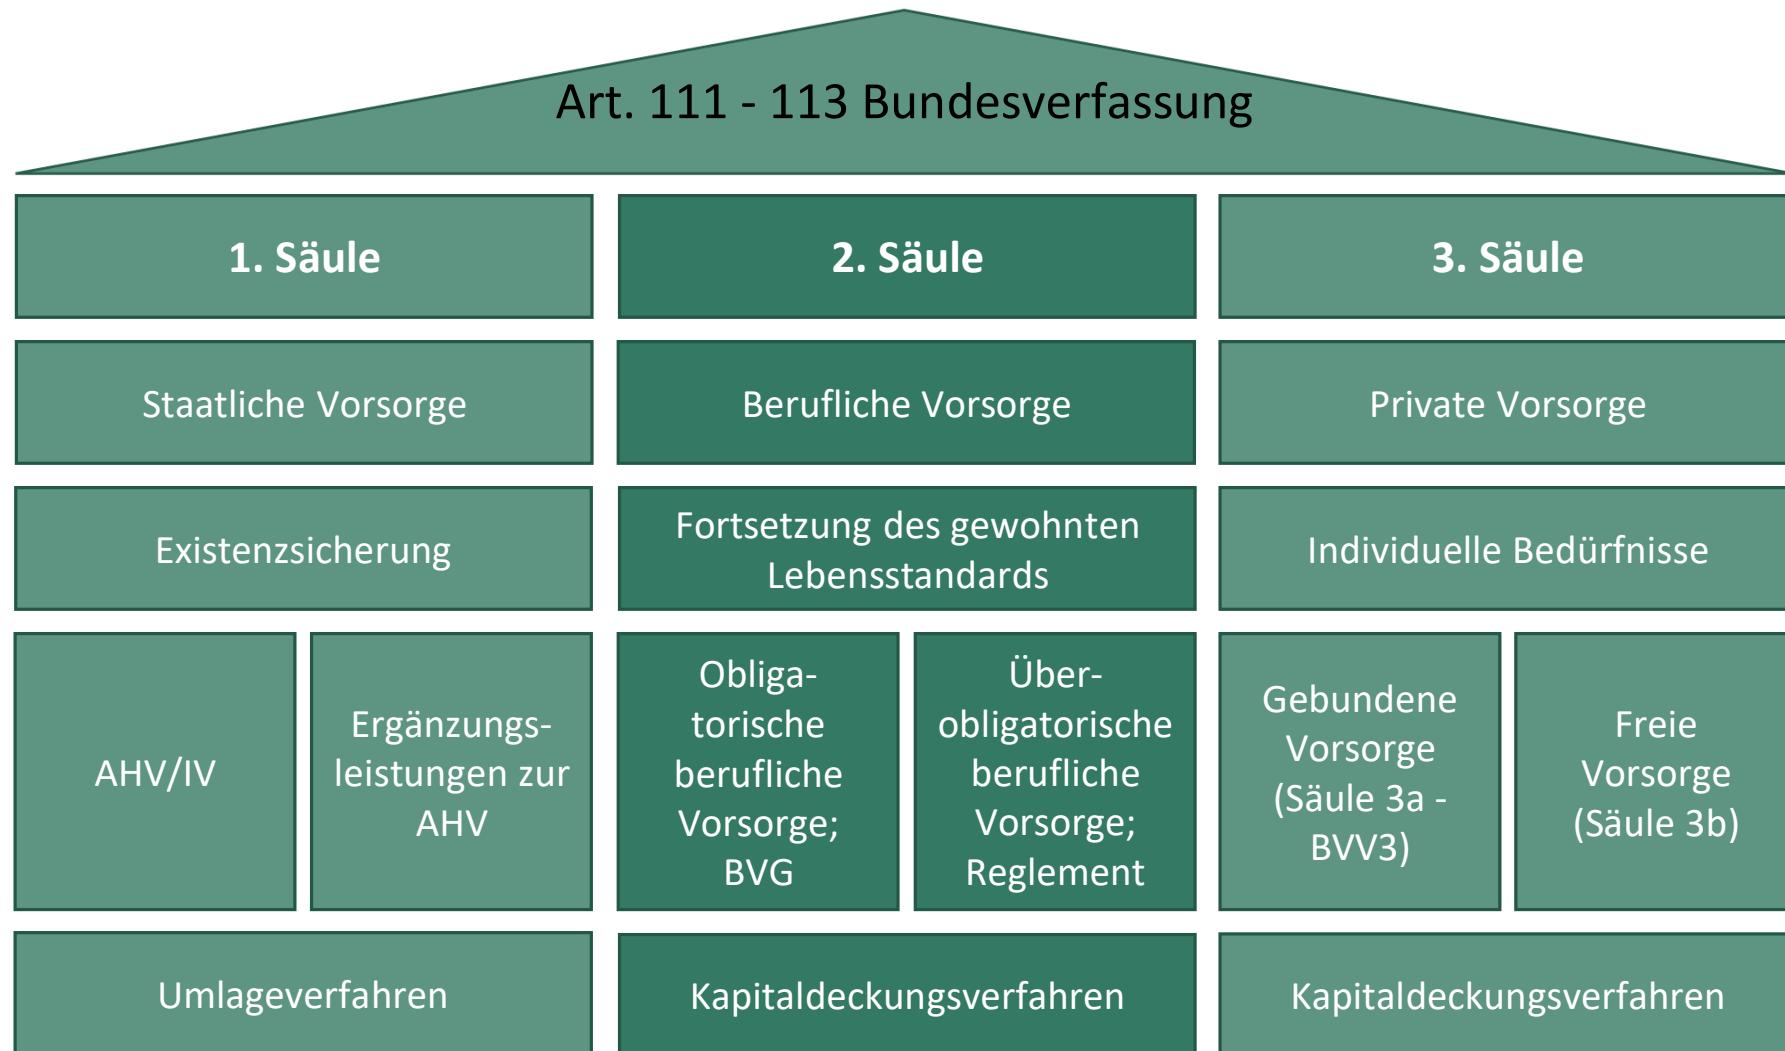 Art. 111 - 113 Bundesverfassung
1. Säule
2. Säule
3. Säule
Staatliche Vorsorge
Berufliche Vorsorge
Private Vorsorge
Existenzsicherung
Fortsetzung des gewohnten
Lebensstandards
Individuelle Bedürfnisse
AHV/IV
Ergänzungs-
leistungen zur
AHV
Obliga-
torische
berufliche
Vorsorge;
BVG
Über-
obligatorische
berufliche
Vorsorge;
Reglement
Gebundene
Vorsorge
(Säule 3a -
BVV3)
Freie
Vorsorge
(Säule 3b)
Umlageverfahren
Kapitaldeckungsverfahren
Kapitaldeckungsverfahren